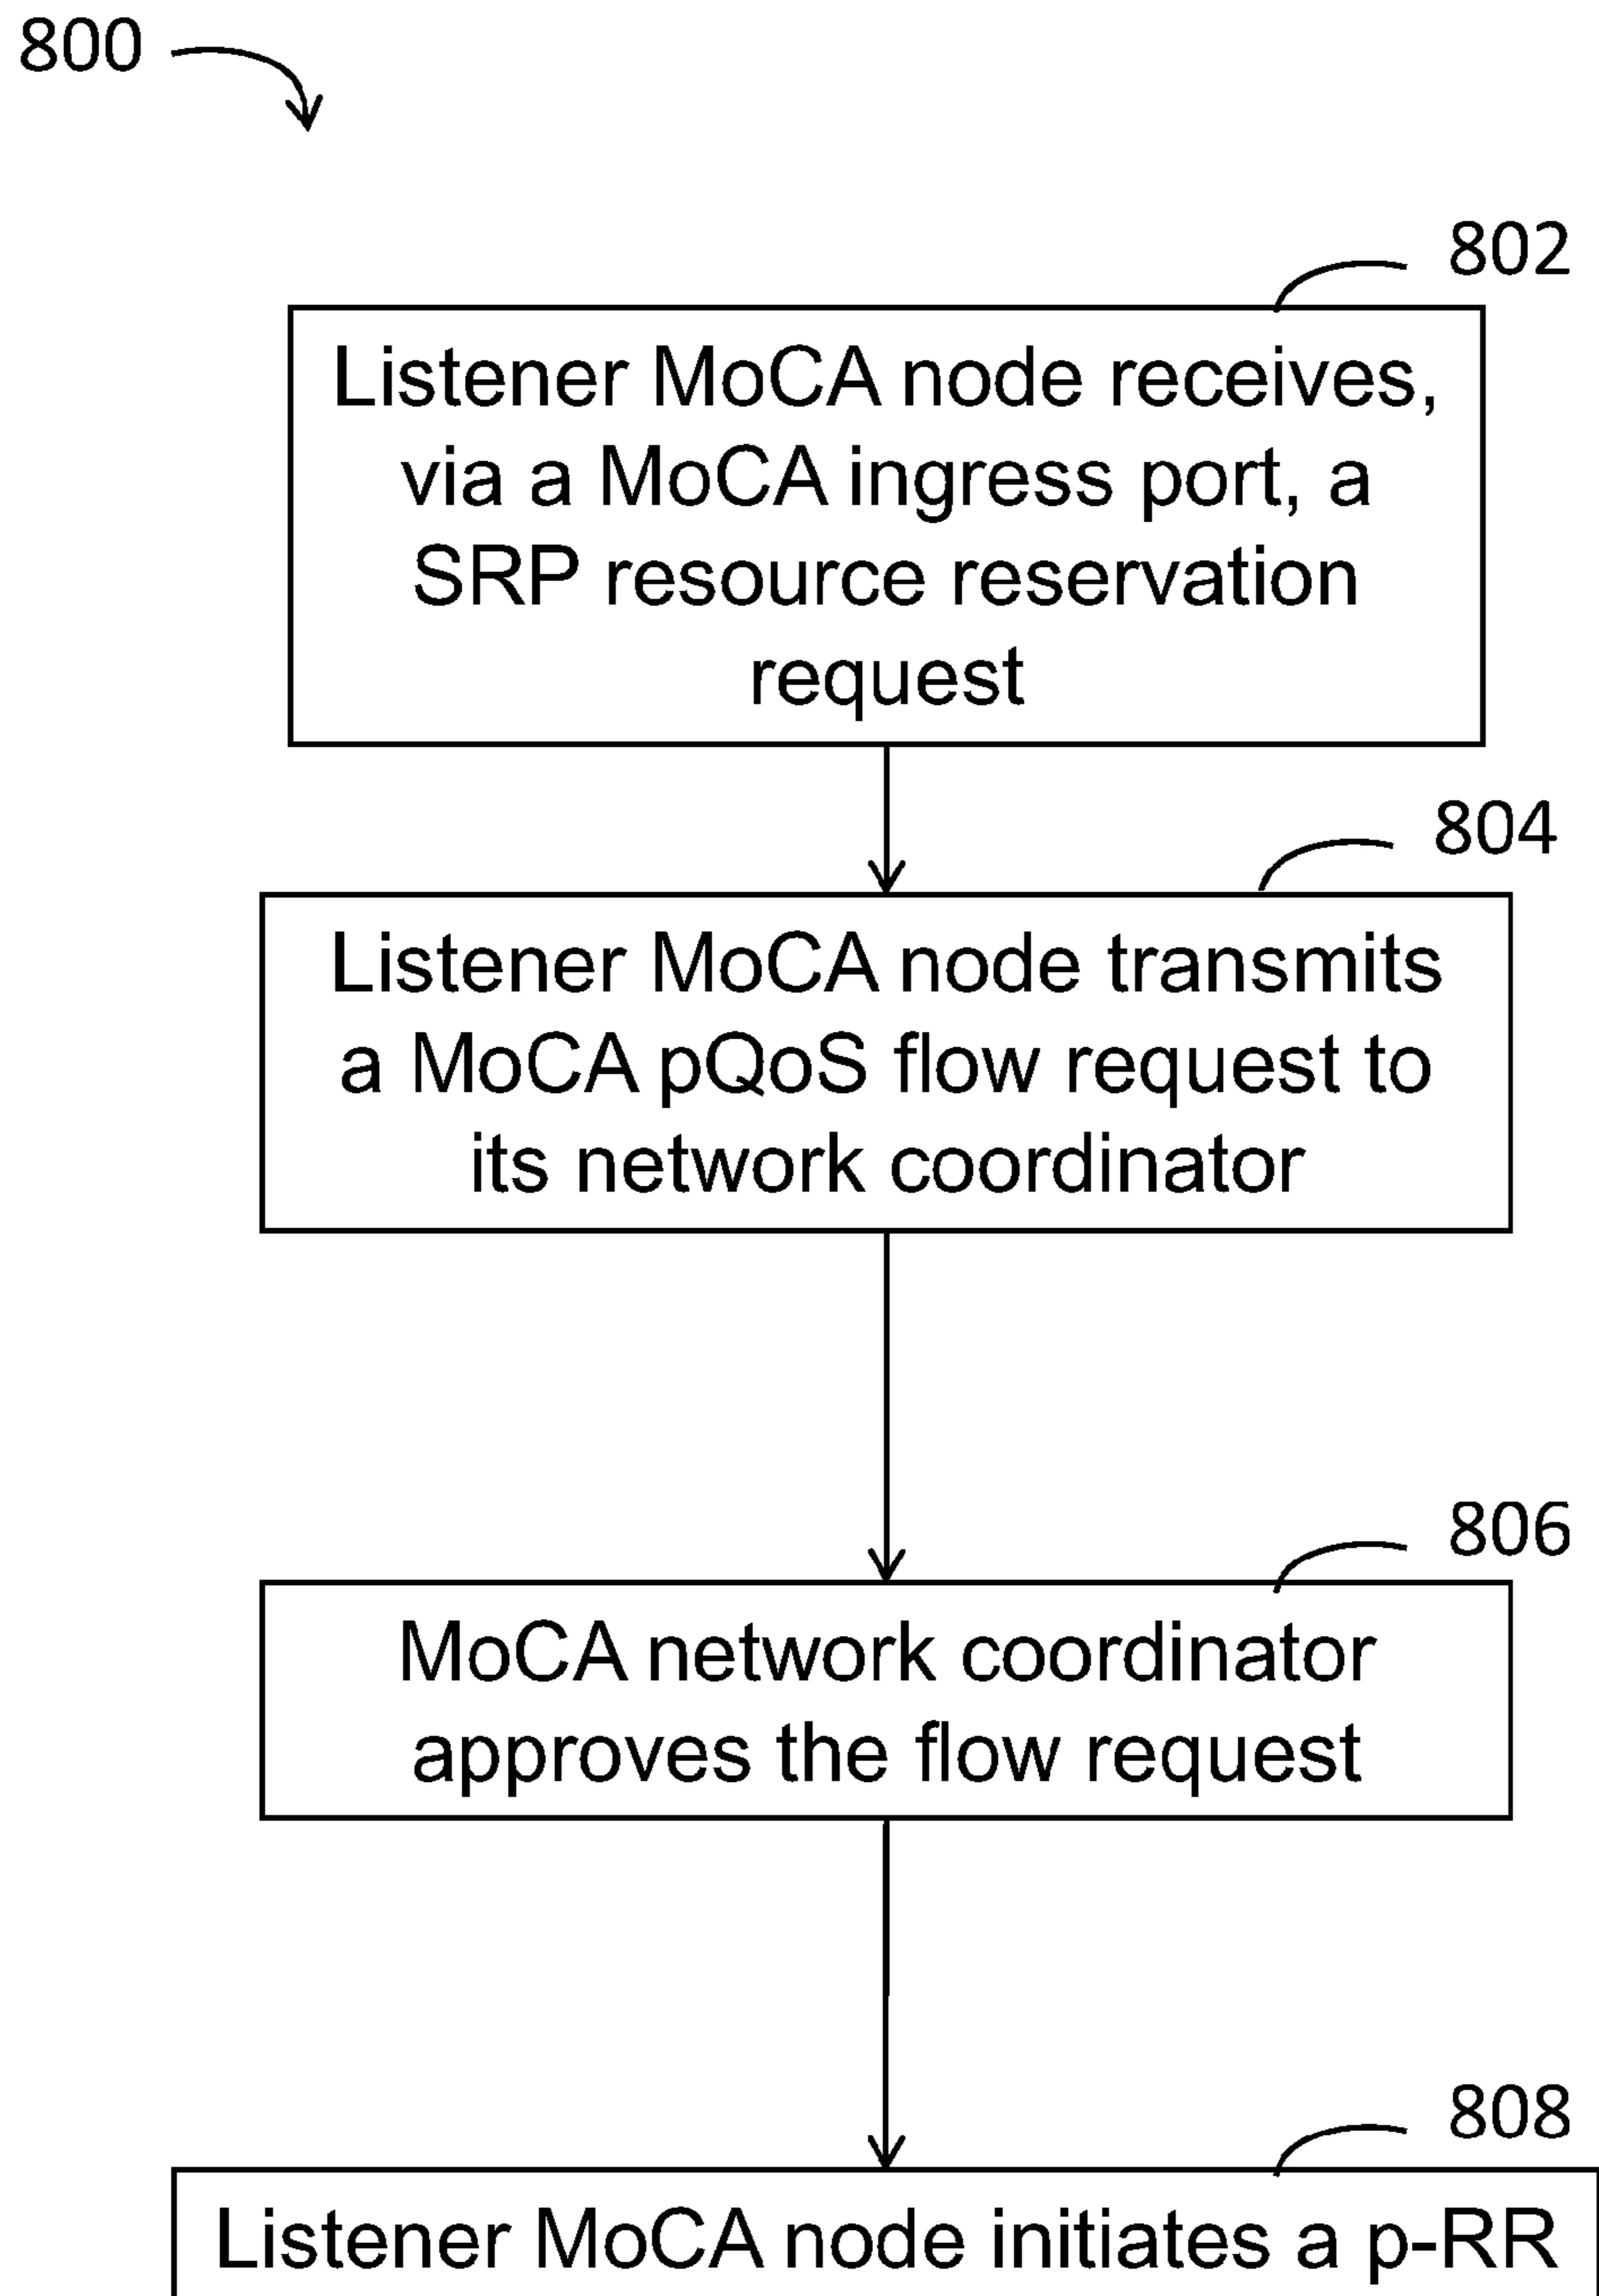 800
802
Listener MoCA node receives,
via a MoCA ingress port, a
SRP resource reservation
request
804
Listener MoCA node transmits
a MoCA pQoS flow request to
its network coordinator
806
MoCA network coordinator
approves the flow request
808
Listener MoCA node initiates a p-RR